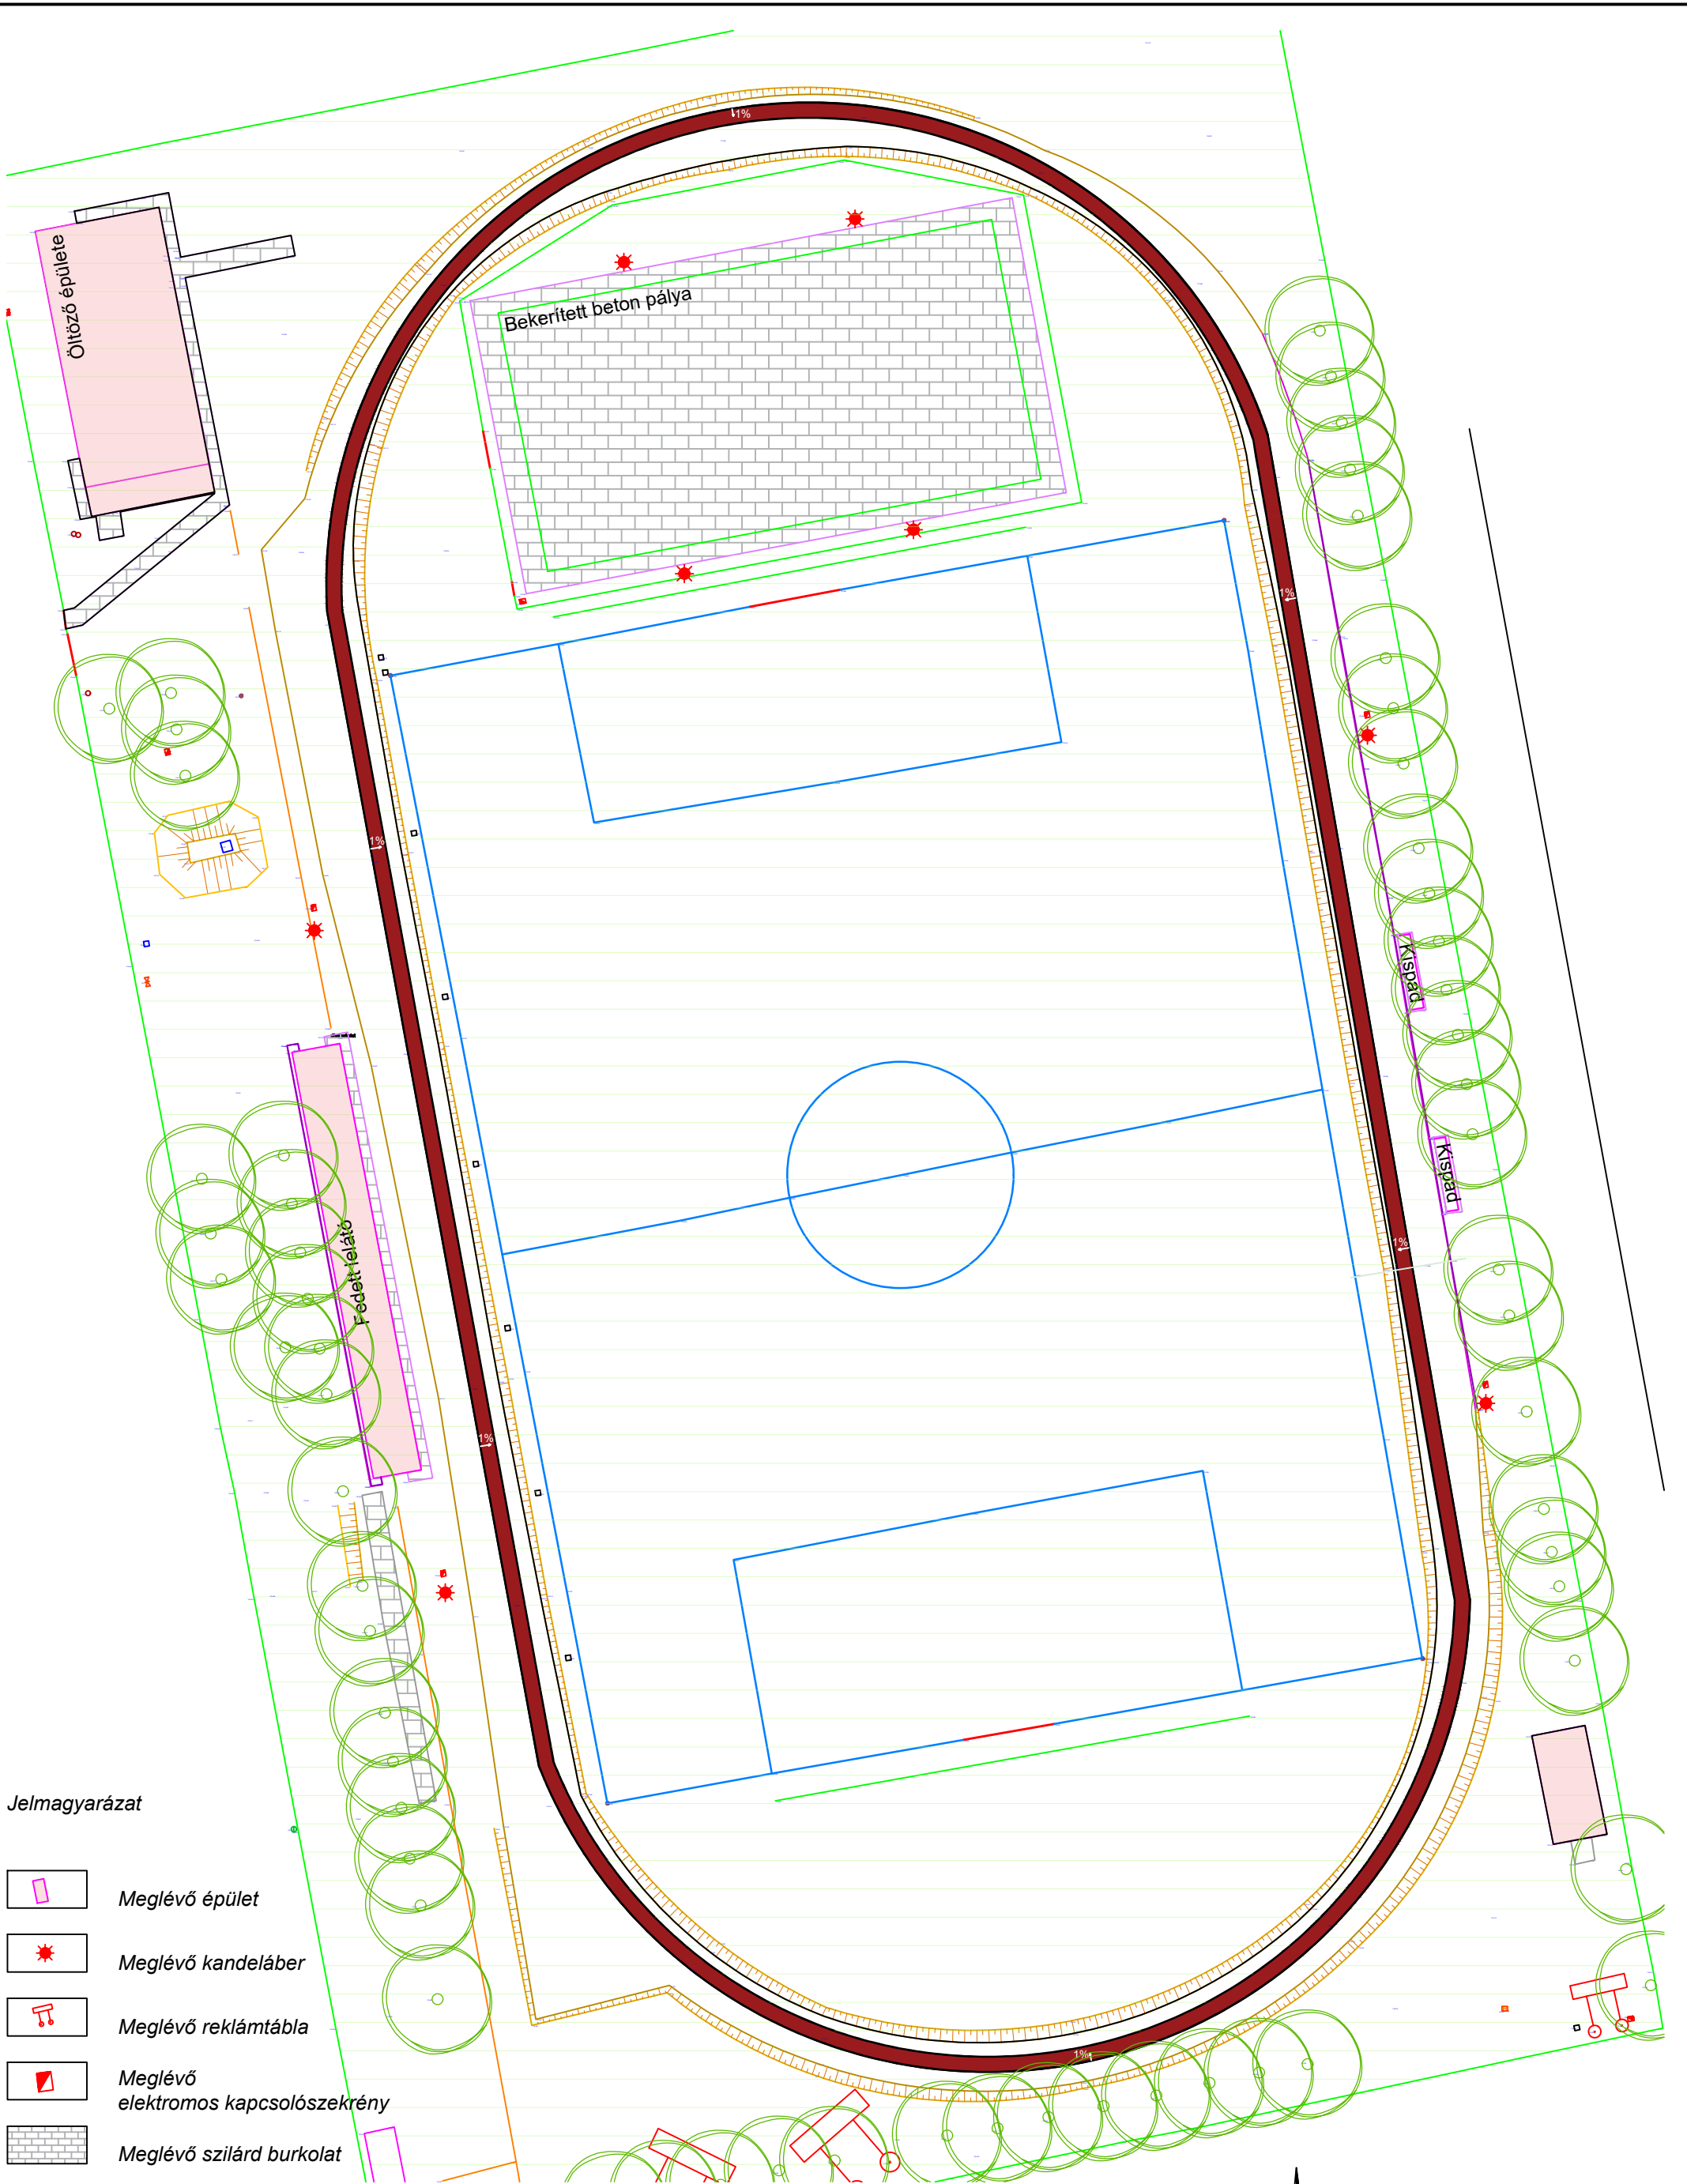 1%
Öltöző épülete
Bekerített beton pálya
1%
1%
Kispad
Kispad
Fedett lelátó
1%
1%
1%
Jelmagyarázat
Meglévő épület
Meglévő kandeláber
Meglévő reklámtábla
Meglévő
elektromos kapcsolószekrény
Meglévő szilárd burkolat